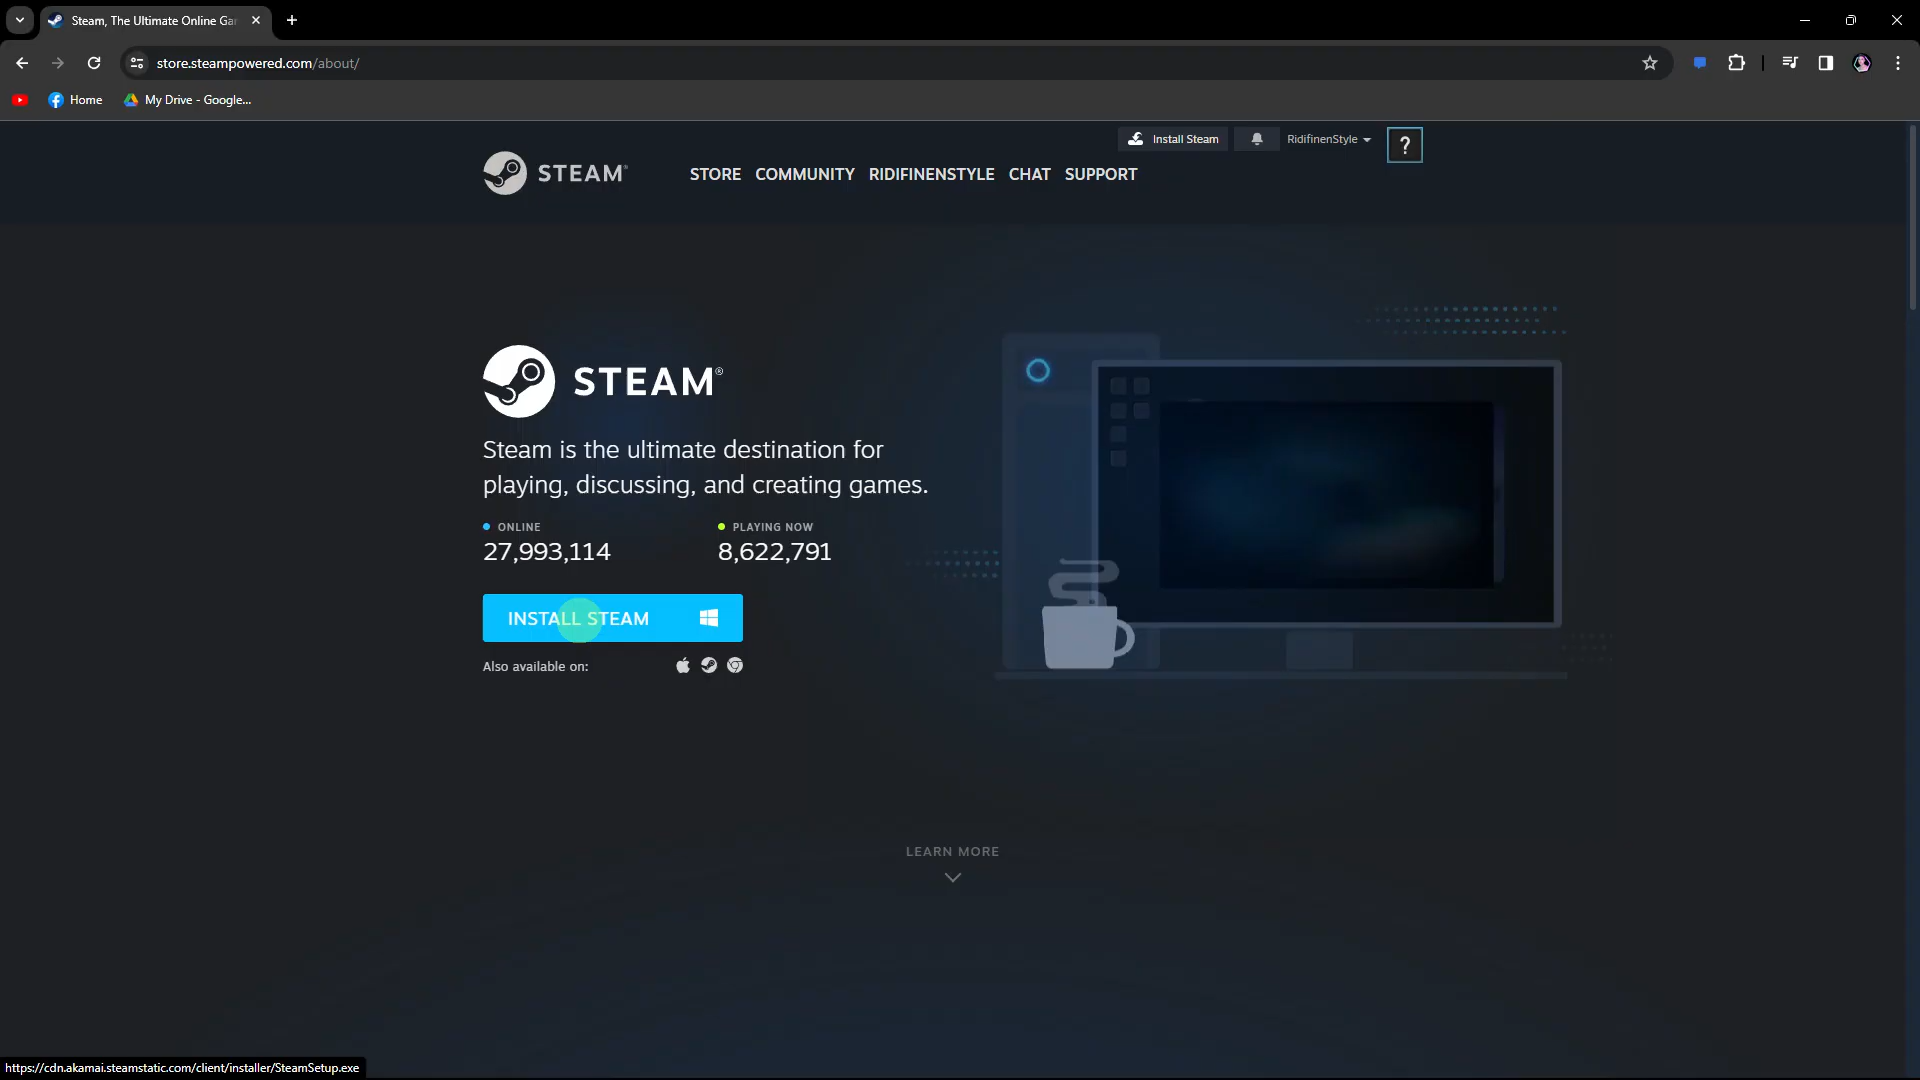 Steam, The Ultimate Online Gar
store.steampowered.com/about/
Home
My Drive - Google...
Install Steam
RidifinenStyle
?
STEAM®
STORE COMMUNITY RIDIFINENSTYLE CHAT SUPPORT
STEAM®
Steam is the ultimate destination for
playing, discussing, and creating games.
ONLINE PLAYING NOW
27,993,114 8,622,791
INSTALL STEAM
Also available on:
LEARN MORE
https://cdn.akamai.steamstatic.com/client/installer/SteamSetup.exe